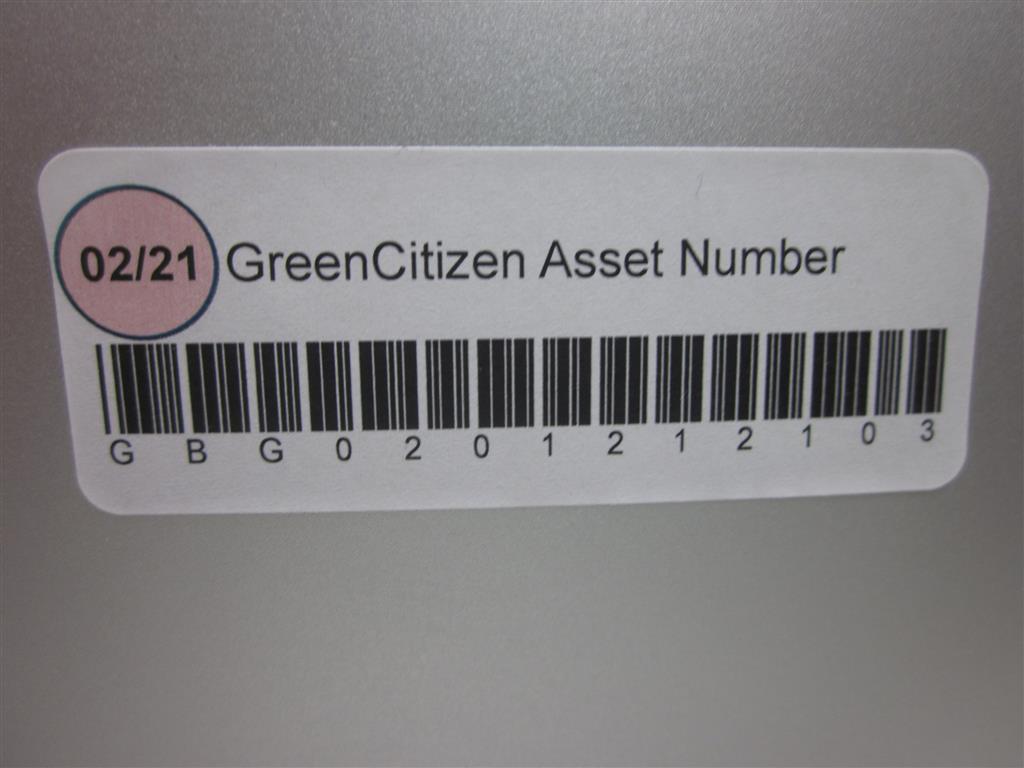 02/21 GreenCitizen Asset Number
G B G 0 2 0 1 2 1 2 1 0 3